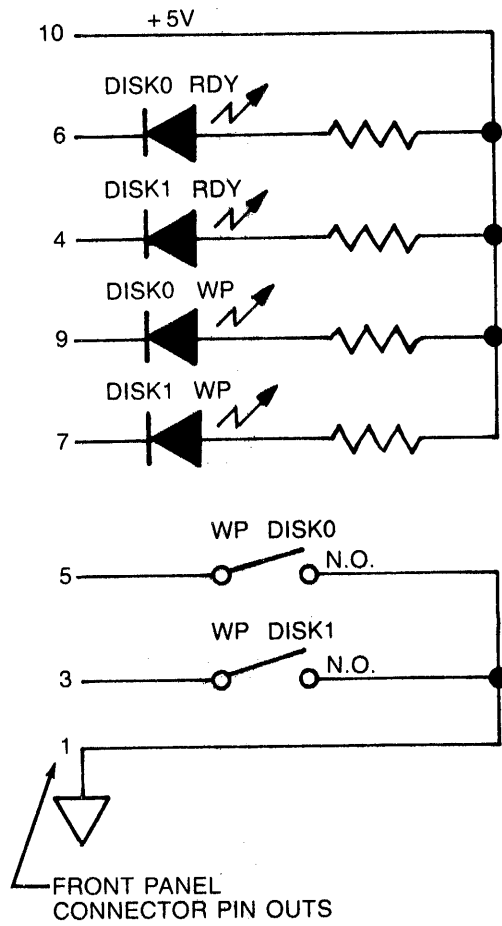 10 +5V
DISK0 RDY
6
DISK1 RDY
4
DISK0 WP
9
DISK1 WP
7
WP DISK0
5 N.O.
WP DISK1
3 N.O.
1
FRONT PANEL
CONNECTOR PIN OUTS